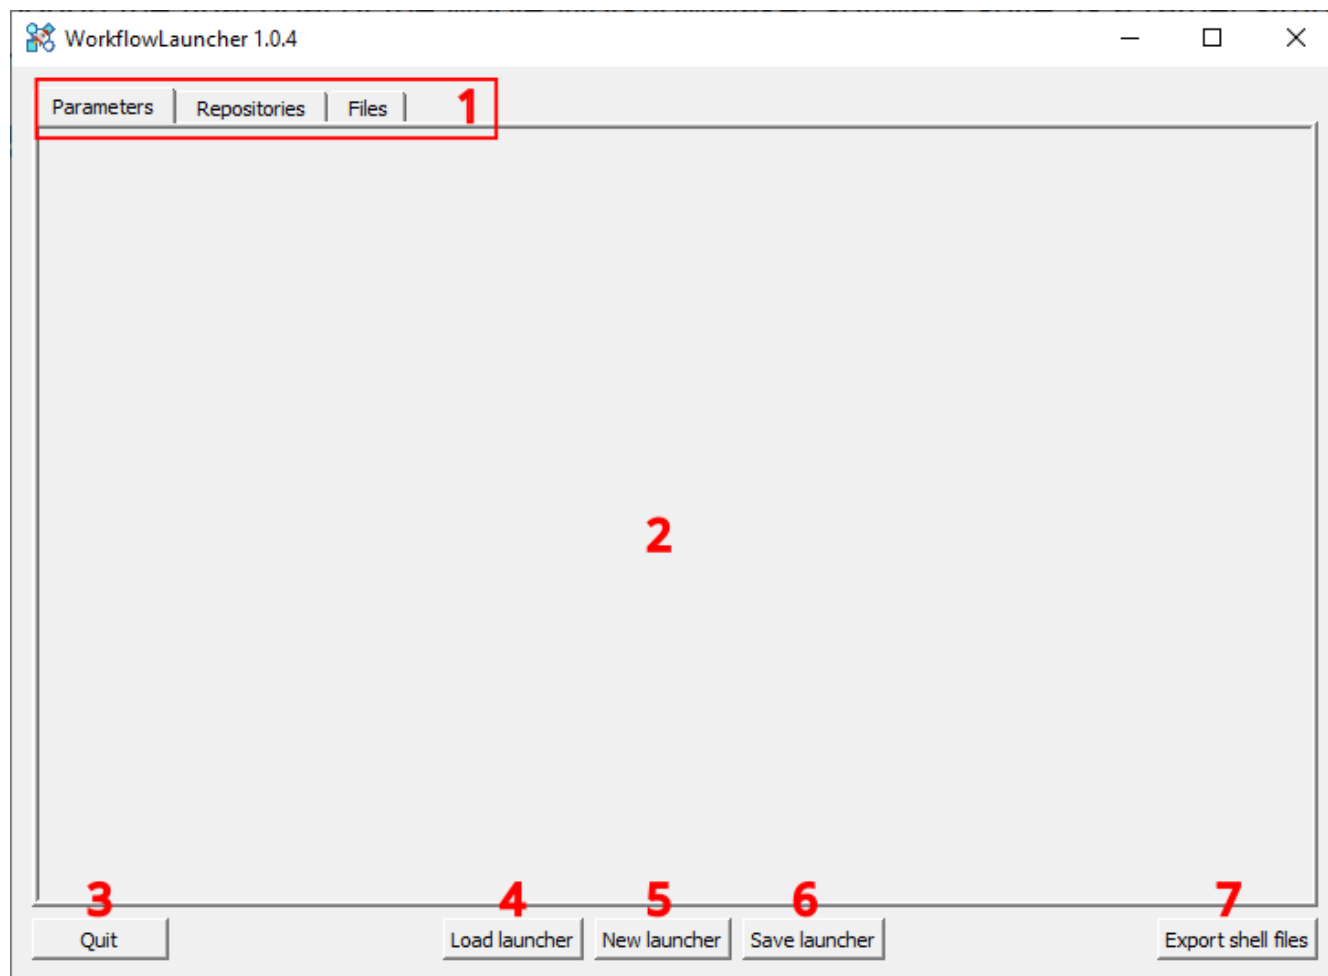 WorkflowLauncher 1.0.4
Parameters Repositories Files 1
2
3 4 5 6 7
Quit Load launcher New launcher Save launcher Export shell files